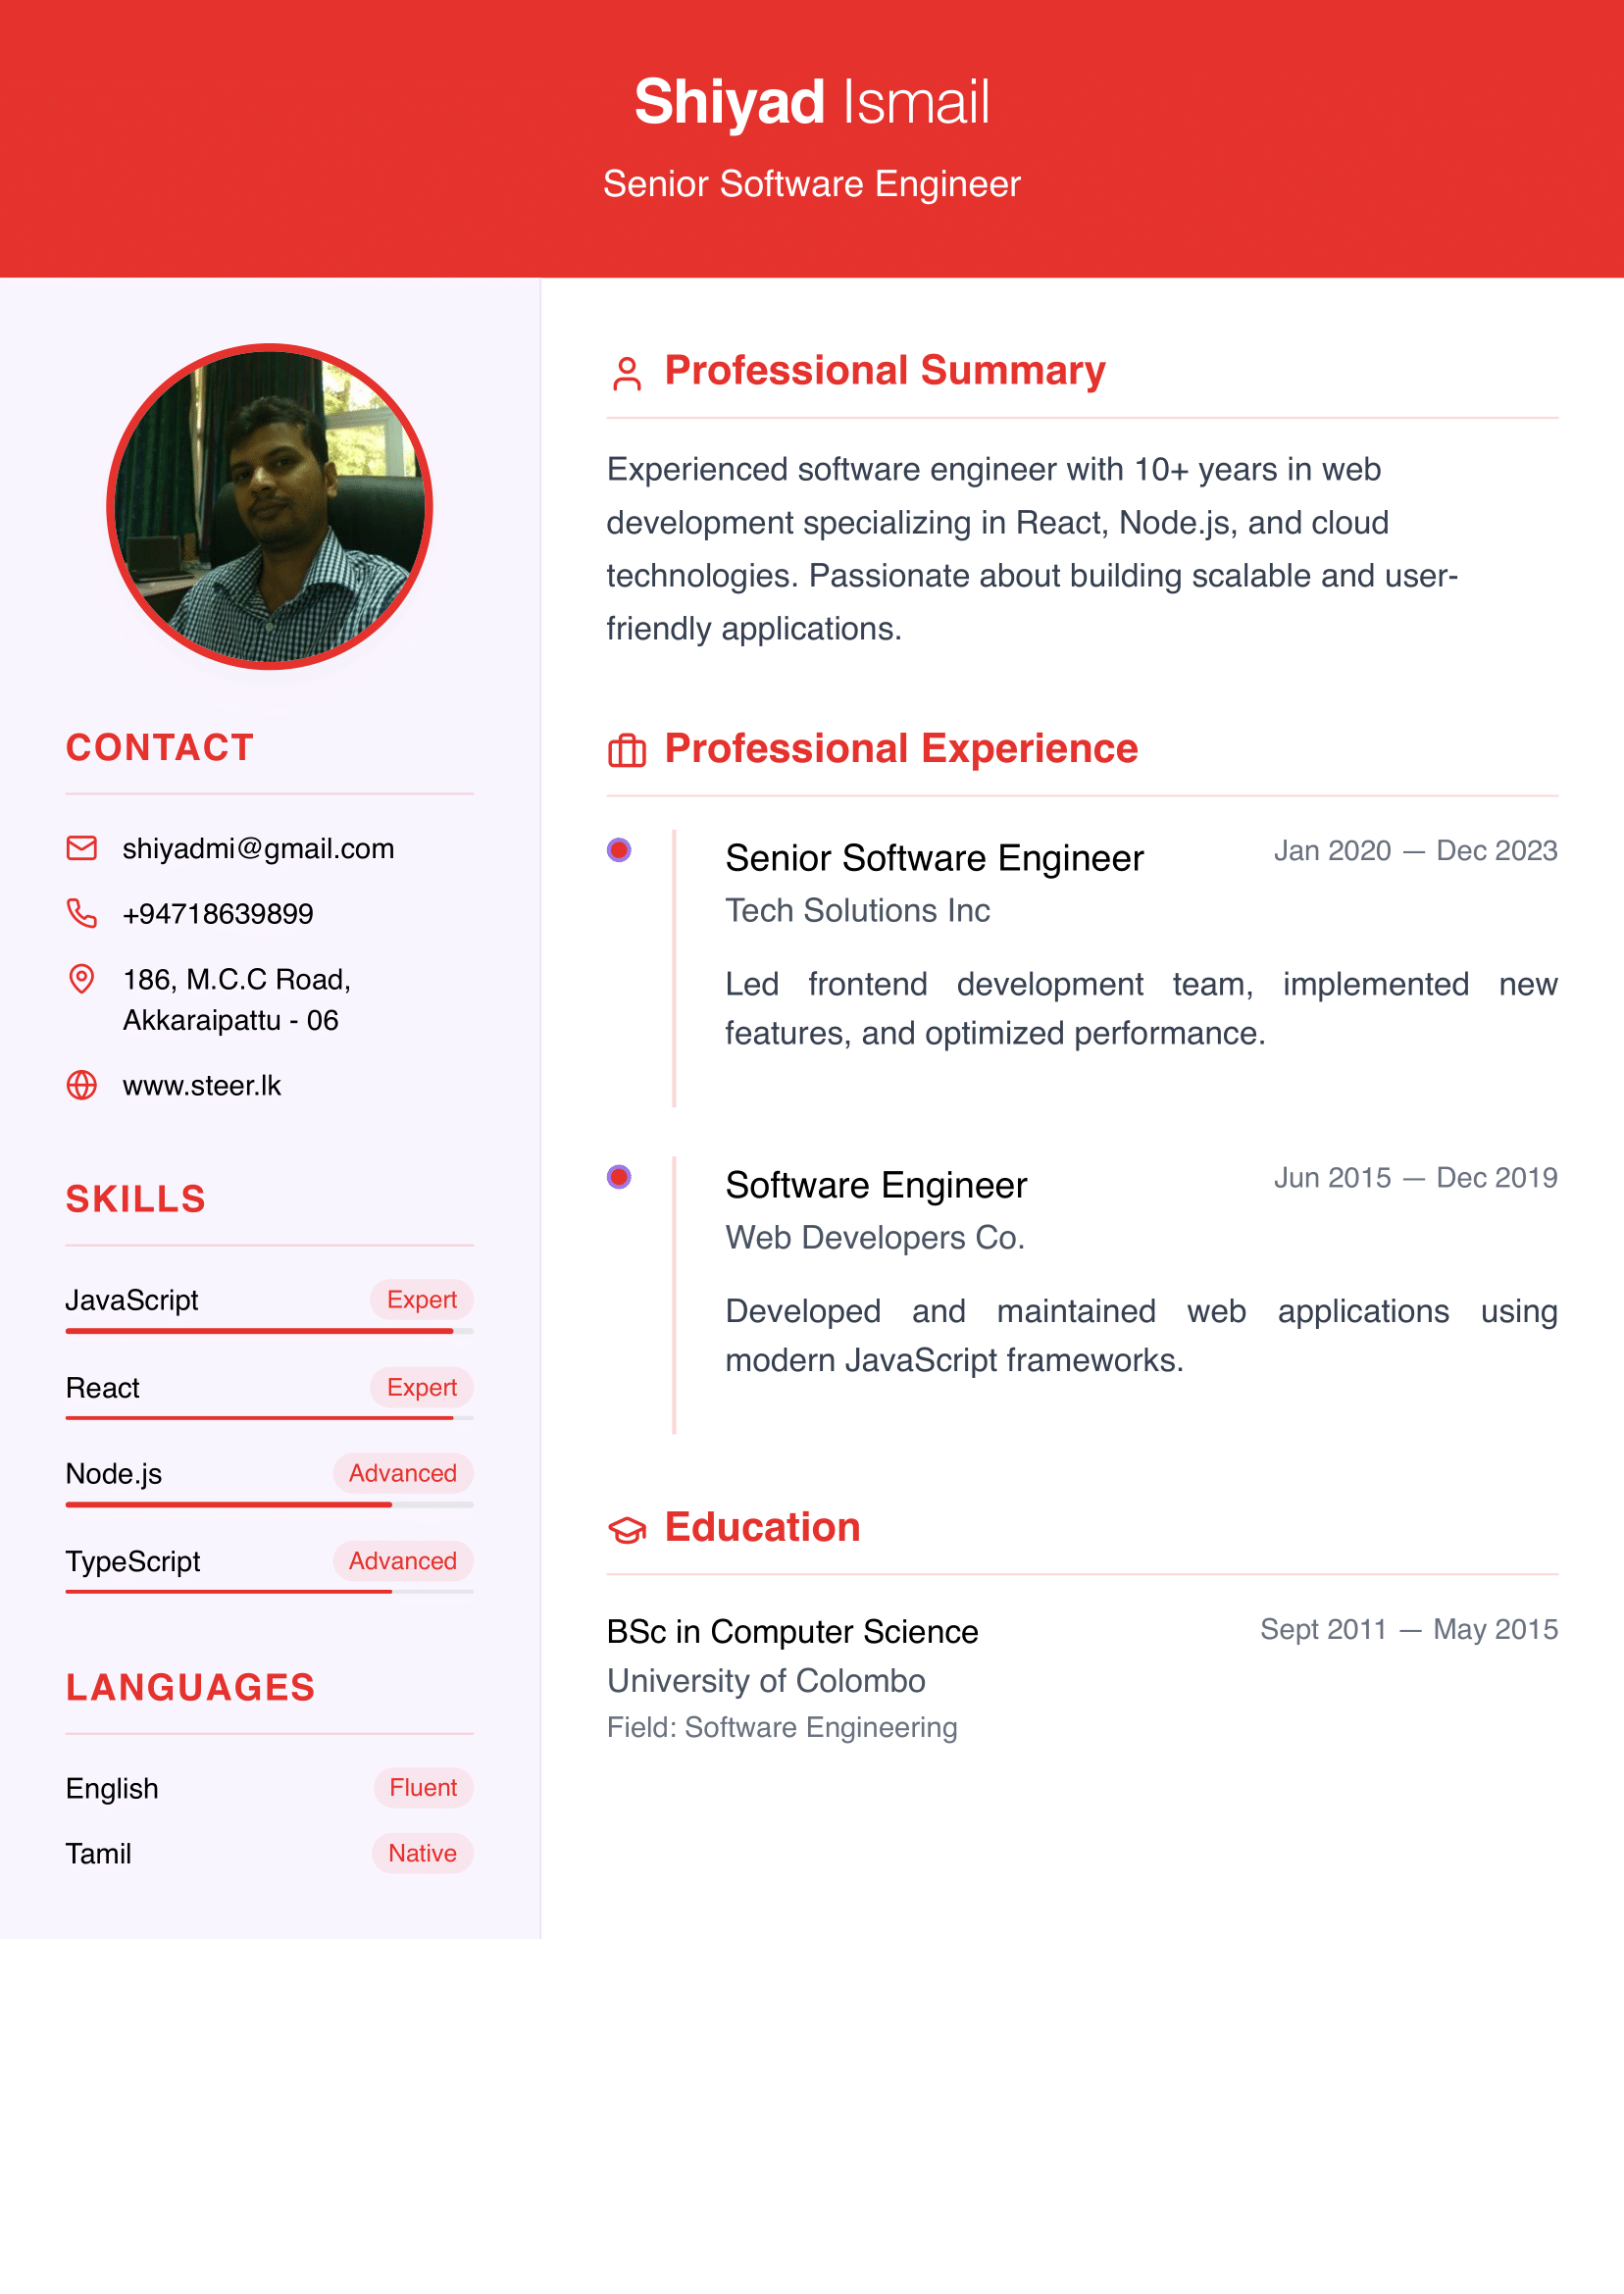 Shiyad Ismail
Senior Software Engineer
CONTACT
shiyadmi@gmail.com
+94718639899
186, M.C.C Road,
Akkaraipattu - 06
www.steer.lk
SKILLS
JavaScript Expert
React Expert
Node.js Advanced
TypeScript Advanced
LANGUAGES
English Fluent
Tamil Native
Professional Summary
Experienced software engineer with 10+ years in web
development specializing in React, Node.js, and cloud
technologies. Passionate about building scalable and user-
friendly applications.
Professional Experience
Senior Software Engineer Jan 2020 — Dec 2023
Tech Solutions Inc
Led frontend development team, implemented new
features, and optimized performance.
Software Engineer Jun 2015 — Dec 2019
Web Developers Co.
Developed and maintained web applications using
modern JavaScript frameworks.
Education
BSc in Computer Science Sept 2011 — May 2015
University of Colombo
Field: Software Engineering